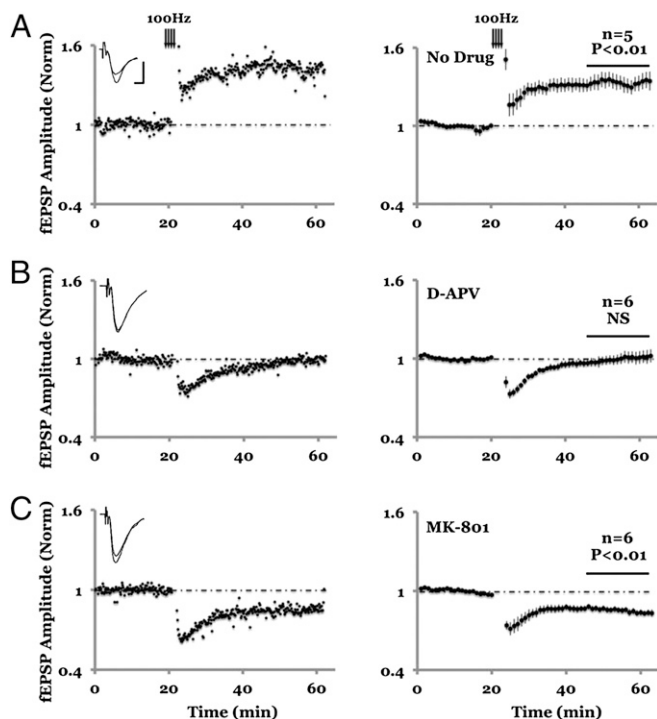 A
100Hz
100Hz
fEPSP Amplitude (Norm)
1.6
1
0.4
0 20 40 60
1.6
1
0.4
0 20 40 60
No Drug
n=5
P<0.01
B
fEPSP Amplitude (Norm)
1.6
1
0.4
0 20 40 60
1.6
1
0.4
0 20 40 60
D-APV
n=6
NS
C
fEPSP Amplitude (Norm)
1.6
1
0.4
0 20 40 60
Time (min)
1.6
1
0.4
0 20 40 60
Time (min)
MK-801
n=6
P<0.01